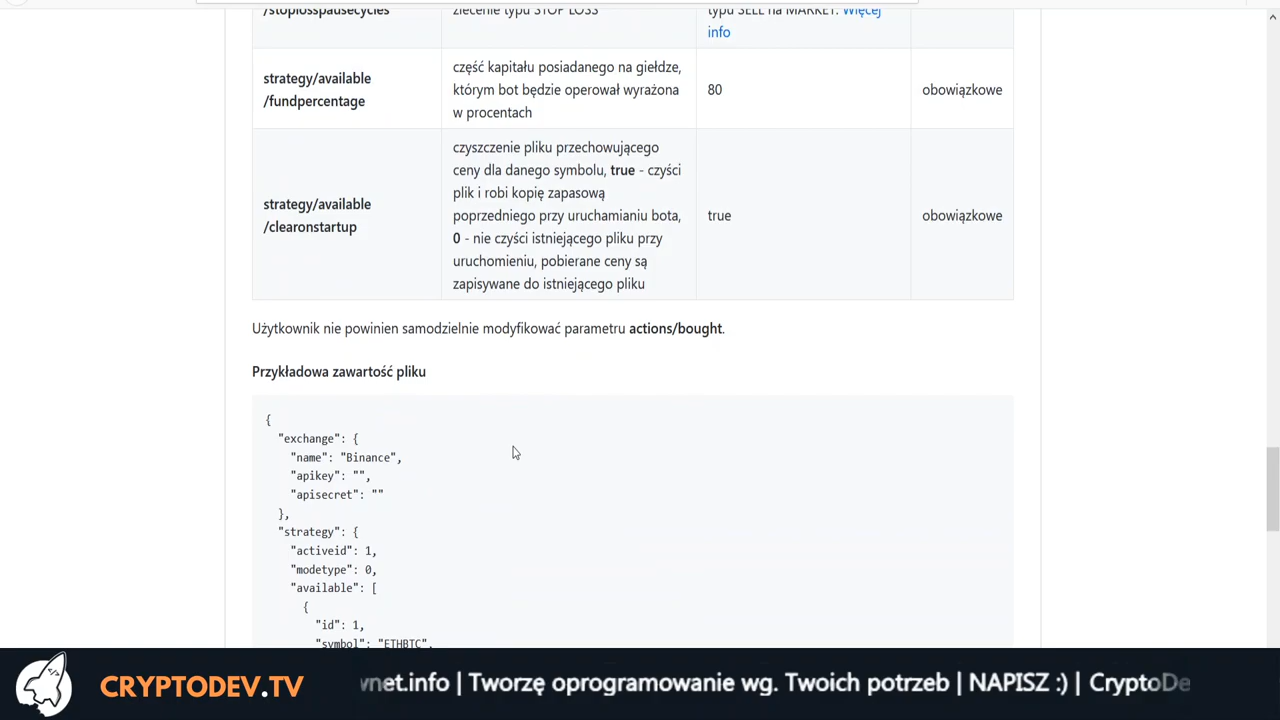 /stoplosspausecycles
zlecenie typu STOP LOSS
typu SELL na MARKET. Więcej
info
strategy/available
/fundpercentage
część kapitału posiadanego na giełdze,
którym bot będzie operował wyrażona
w procentach
80
obowiązkowe
strategy/available
/clearonstartup
czyszczenie pliku przechowującego
ceny dla danego symbolu, true - czyści
plik i robi kopię zapasową
poprzedniego przy uruchamianiu bota,
0 - nie czyści istniejącego pliku przy
uruchomieniu, pobierane ceny są
zapisywane do istniejącego pliku
true
obowiązkowe
Użytkownik nie powinien samodzielnie modyfikować parametru actions/bought.
Przykładowa zawartość pliku
{
"exchange": {
"name": "Binance",
"apikey": "",
"apisecret": ""
},
"strategy": {
"activeid": 1,
"modetype": 0,
"available": [
{
"id": 1,
"symbol": "ETHBTC",
CRYPTODEV.TV
vnet.info | Tworzę oprogramowanie wg. Twoich potrzeb | NAPISZ :) | CryptoDe